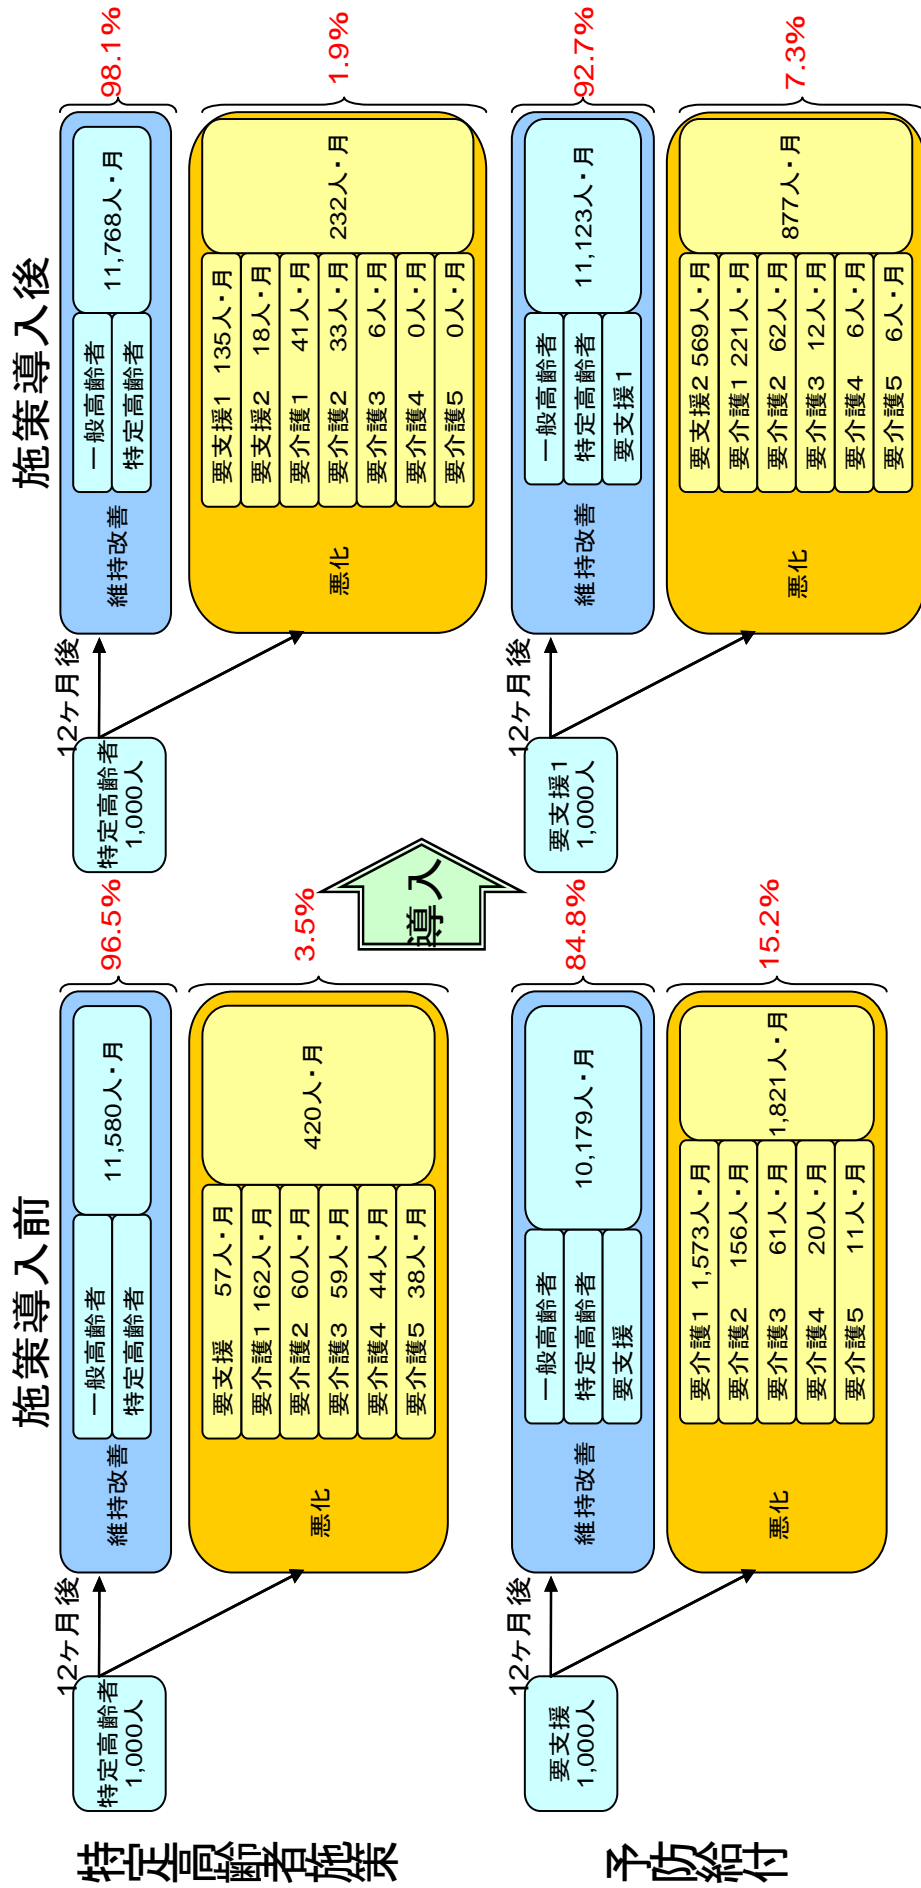 施策導入前
施策導入後
特定高齢者施策
特定高齢者
1,000人
12ヶ月後
維持改善
一般高齢者
特定高齢者
11,580人・月
96.5%
悪化
要支援 57人・月
要介護1 162人・月
要介護2 60人・月
要介護3 59人・月
要介護4 44人・月
要介護5 38人・月
420人・月
3.5%
導入
特定高齢者
1,000人
12ヶ月後
維持改善
一般高齢者
特定高齢者
11,768人・月
98.1%
悪化
要支援1 135人・月
要支援2 18人・月
要介護1 41人・月
要介護2 33人・月
要介護3 6人・月
要介護4 0人・月
要介護5 0人・月
232人・月
1.9%
予防給付
要支援
1,000人
12ヶ月後
維持改善
一般高齢者
特定高齢者
要支援
10,179人・月
84.8%
悪化
要介護1 1,573人・月
要介護2 156人・月
要介護3 61人・月
要介護4 20人・月
要介護5 11人・月
1,821人・月
15.2%
要支援1
1,000人
12ヶ月後
維持改善
一般高齢者
特定高齢者
要支援1
11,123人・月
92.7%
悪化
要支援2 569人・月
要介護1 221人・月
要介護2 62人・月
要介護3 12人・月
要介護4 6人・月
要介護5 6人・月
877人・月
7.3%